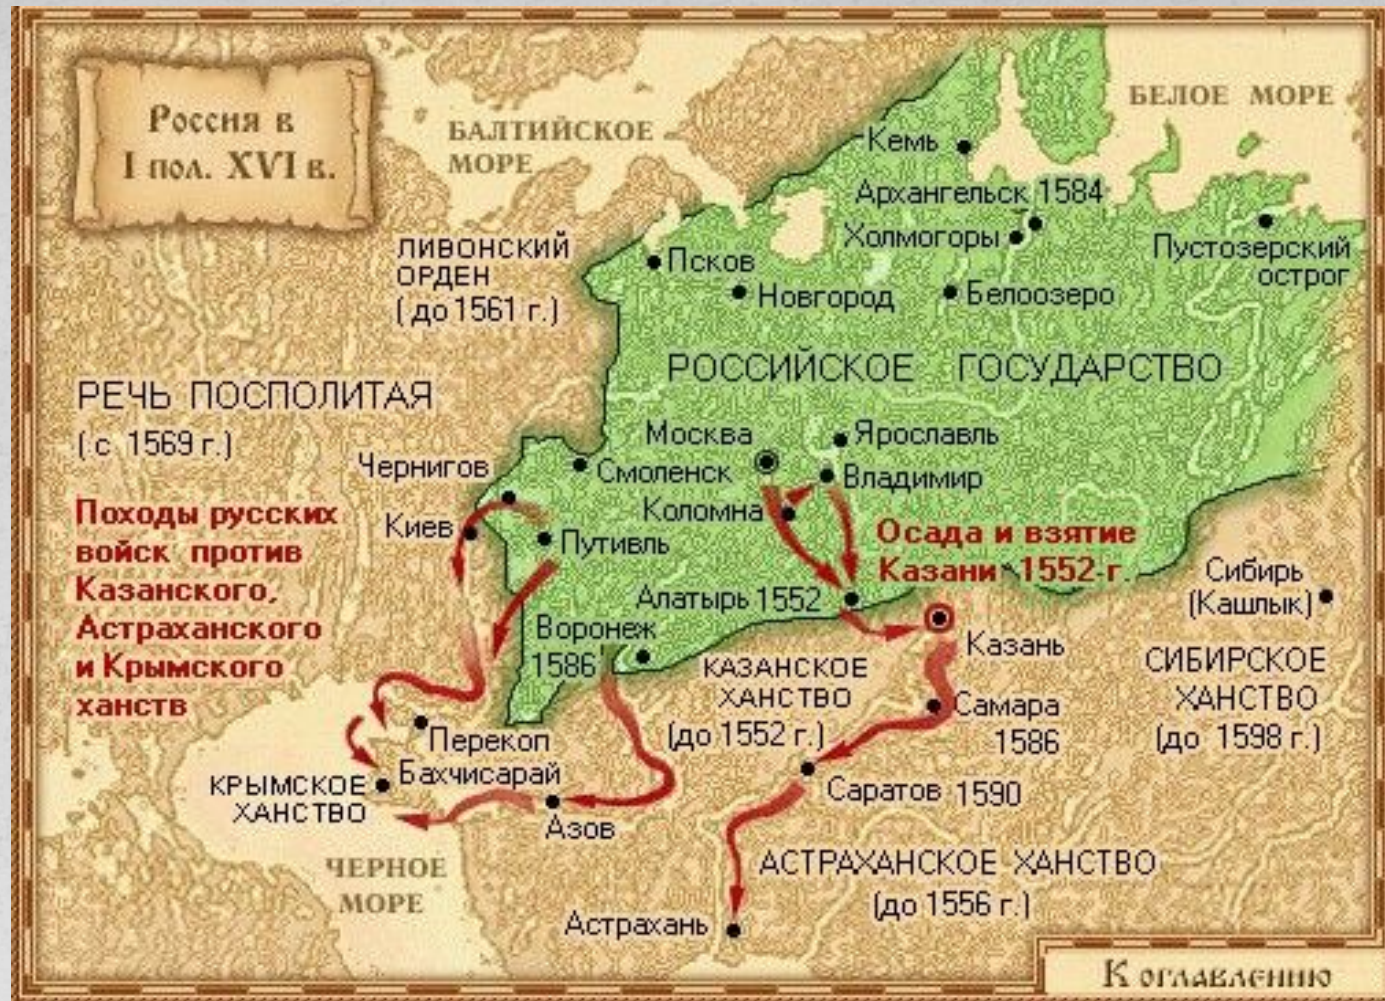 Россия в
I пол. XVI в.
БАЛТИЙСКОЕ
МОРЕ
БЕЛОЕ МОРЕ
Кемь
Архангельск 1584
Холмогоры
Пустозерский
острог
ЛИВОНСКИЙ
ОРДЕН
(до 1561 г.)
Псков
Новгород
Белоозеро
РОССИЙСКОЕ ГОСУДАРСТВО
РЕЧЬ ПОСПОЛИТАЯ
(с 1569 г.)
Москва
Ярославль
Чернигов
Смоленск
Владимир
Коломна
Киев
Путивль
Походы русских
войск против
Казанского,
Астраханского
и Крымского
ханств
Осада и взятие
Казани 1552 г.
Алатырь 1552
Сибирь
(Кашлык)
Воронеж
1586
Казань
КАЗАНСКОЕ
ХАНСТВО
(до 1552 г.)
СИБИРСКОЕ
ХАНСТВО
(до 1598 г.)
Самара
1586
Перекоп
Бахчисарай
КРЫМСКОЕ
ХАНСТВО
Саратов 1590
Азов
ЧЕРНОЕ
МОРЕ
АСТРАХАНСКОЕ ХАНСТВО
(до 1556 г.)
Астрахань
К оглавлению